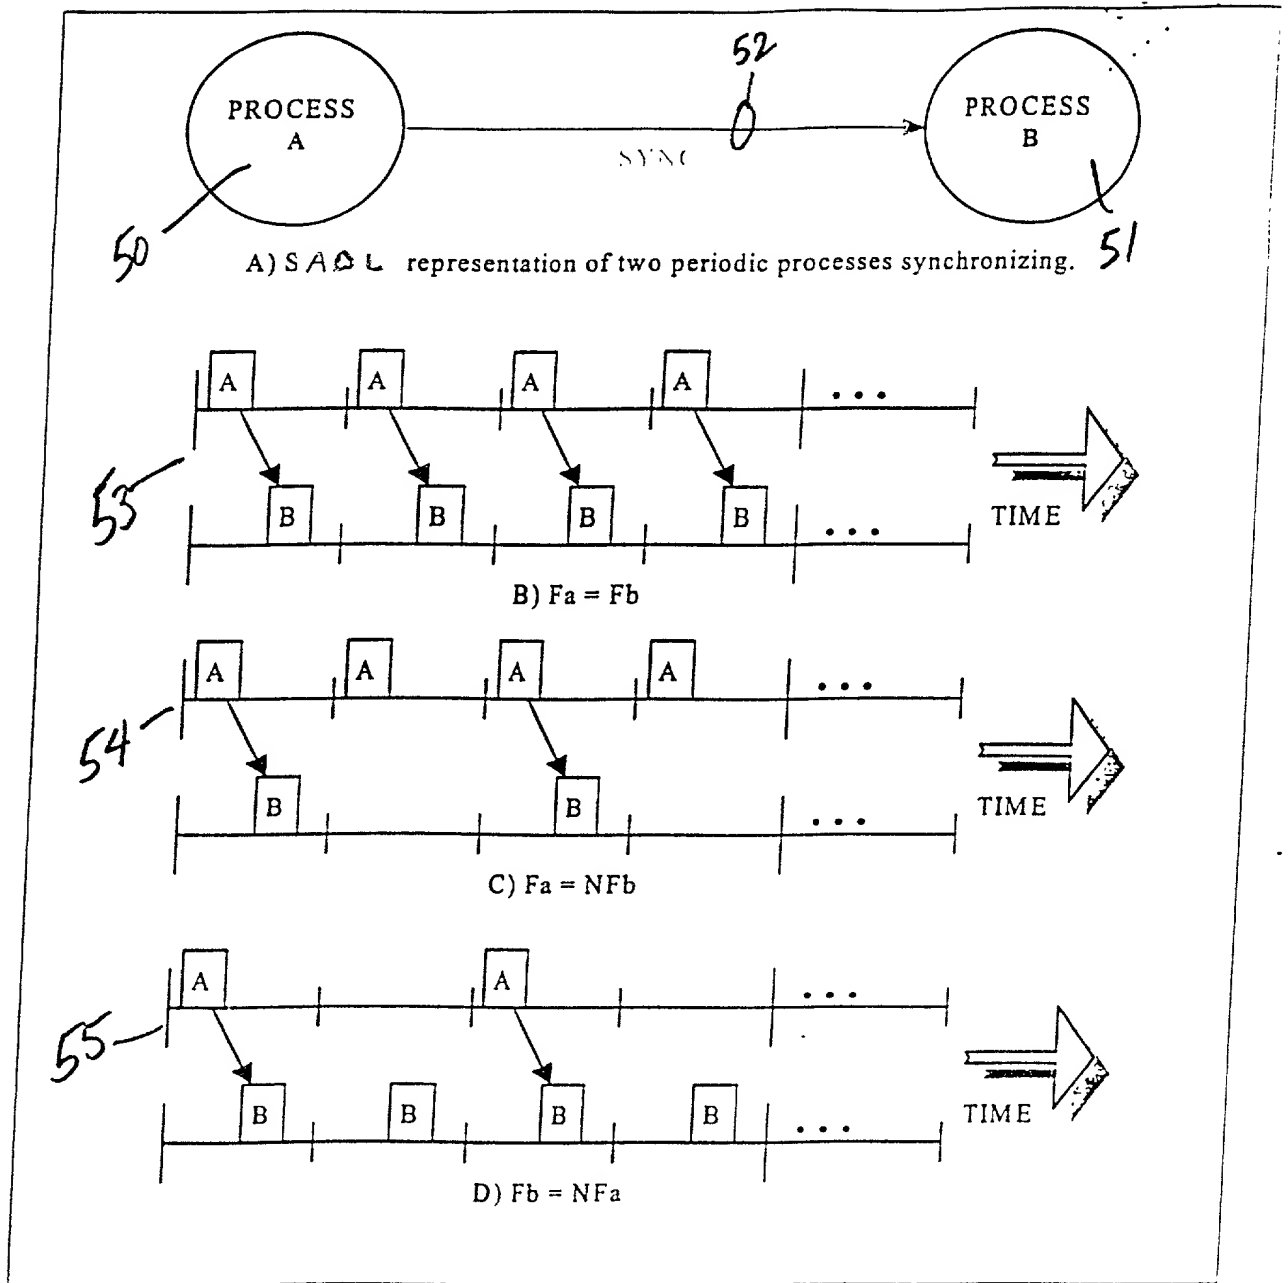 52
PROCESS
A
PROCESS
B
SYNC
50
51
A) SADL representation of two periodic processes synchronizing.
A A A A ...
53
B B B B ...
TIME
B) Fa = Fb
A A A A ...
54
B B ...
TIME
C) Fa = NFb
A A ...
55
B B B B ...
TIME
D) Fb = NFa